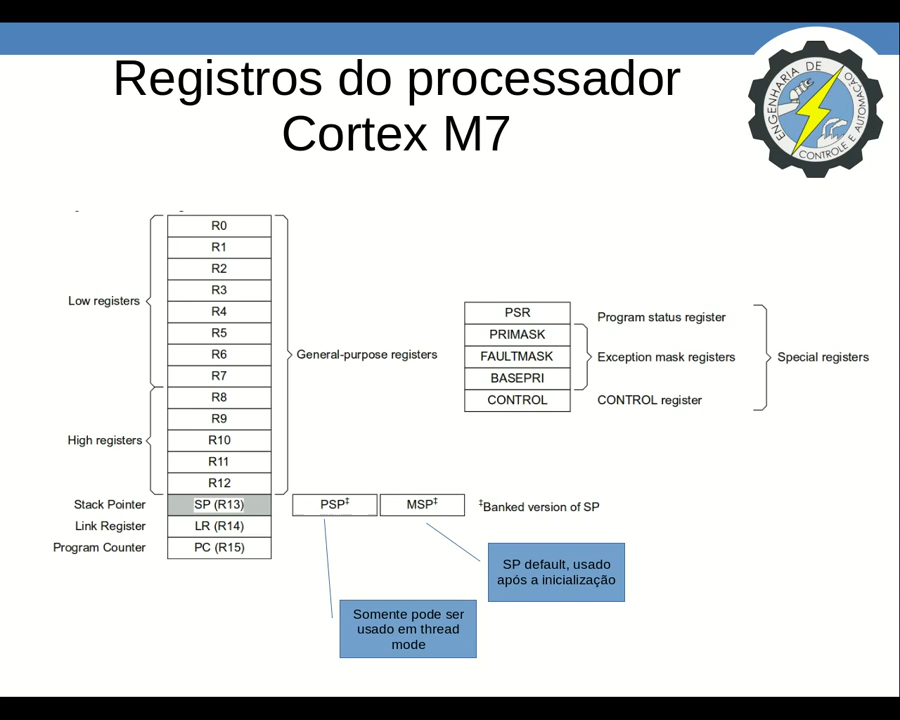 Registros do processador
Cortex M7
ENGENHARIA DE
CONTROLE E AUTOMAÇÃO
R0
R1
R2
R3
R4
R5
R6
R7
R8
R9
R10
R11
R12
SP (R13)
LR (R14)
PC (R15)
Low registers
High registers
Stack Pointer
Link Register
Program Counter
General-purpose registers
PSP‡
MSP‡
‡Banked version of SP
PSR
PRIMASK
FAULTMASK
BASEPRI
CONTROL
Program status register
Exception mask registers
CONTROL register
Special registers
SP default, usado
após a inicialização
Somente pode ser
usado em thread
mode